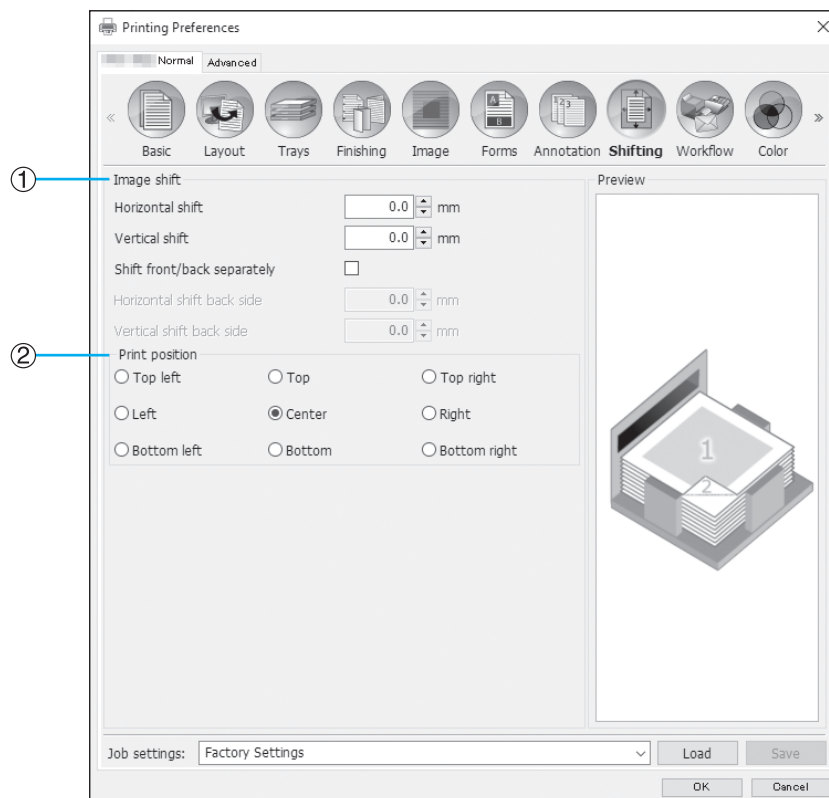 Printing Preferences
Normal Advanced
Basic Layout Trays Finishing Image Forms Annotation Shifting Workflow Color
① Image shift Preview
Horizontal shift 0.0 mm
Vertical shift 0.0 mm
Shift front/back separately
Horizontal shift back side 0.0 mm
Vertical shift back side 0.0 mm
② Print position
Top left Top Top right
Left Center Right
Bottom left Bottom Bottom right
1
2
Job settings: Factory Settings Load Save
OK Cancel